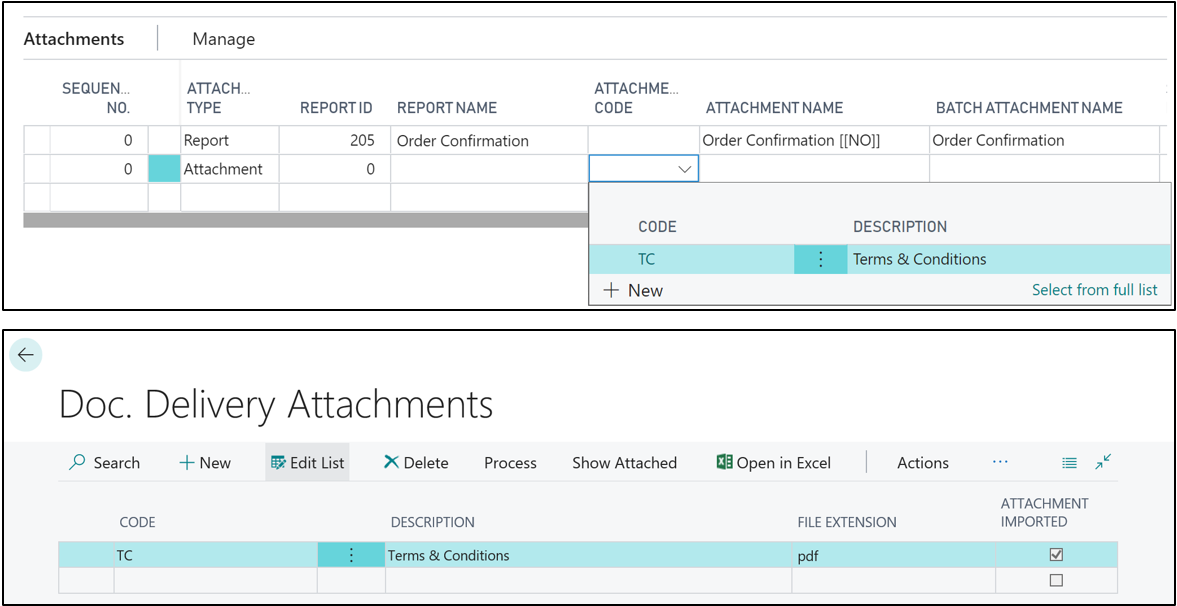 Attachments Manage
SEQUEN... NO. ATTACH... TYPE REPORT ID REPORT NAME ATTACHME... CODE ATTACHMENT NAME BATCH ATTACHMENT NAME
0 Report 205 Order Confirmation Order Confirmation [[NO]] Order Confirmation
0 Attachment 0
CODE DESCRIPTION
TC Terms & Conditions
New Select from full list
Doc. Delivery Attachments
Search New Edit List Delete Process Show Attached Open in Excel Actions ...
CODE DESCRIPTION FILE EXTENSION ATTACHMENT IMPORTED
TC Terms & Conditions pdf